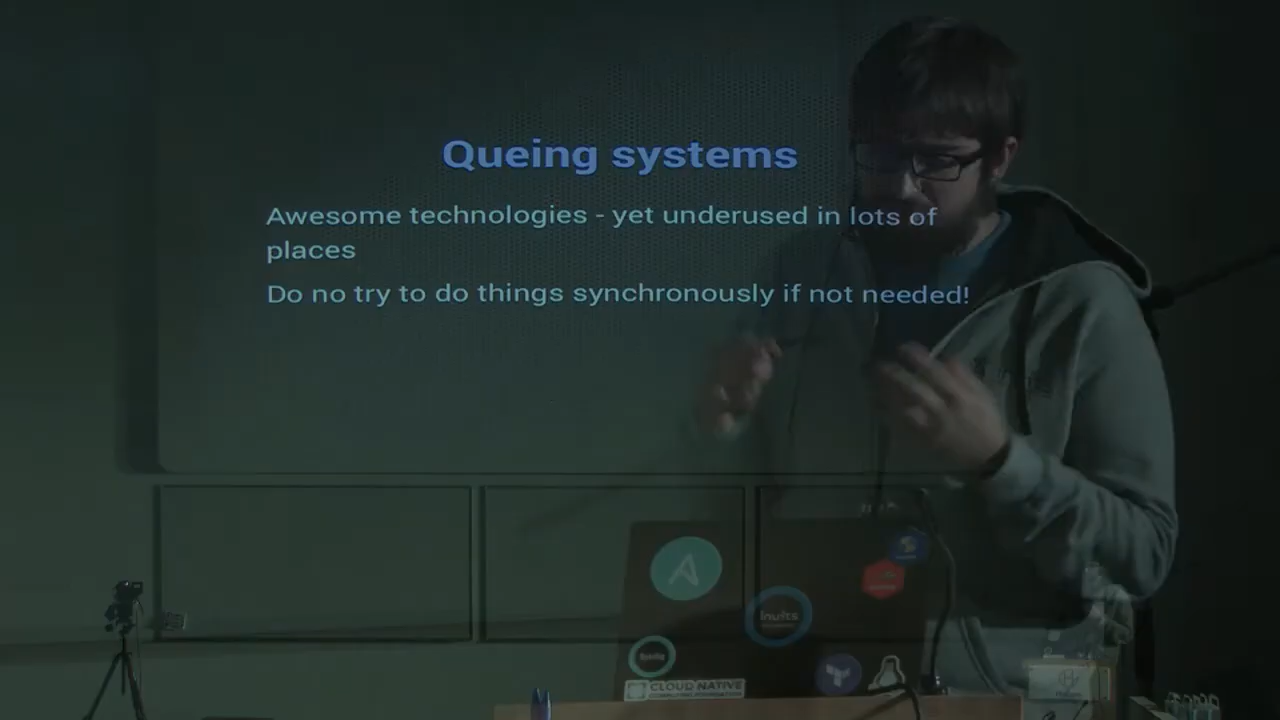 Queing systems
Awesome technologies - yet underused in lots of
places
Do no try to do things synchronously if not needed!
inuits
CLOUD NATIVE